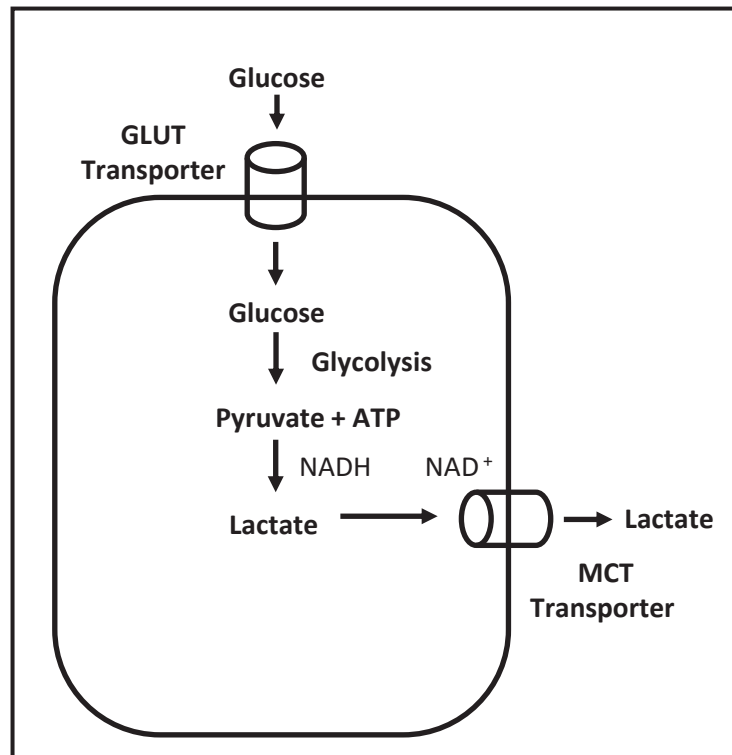 Glucose
GLUT
Transporter
Glucose
Glycolysis
Pyruvate + ATP
NADH NAD⁺
Lactate
Lactate
MCT
Transporter